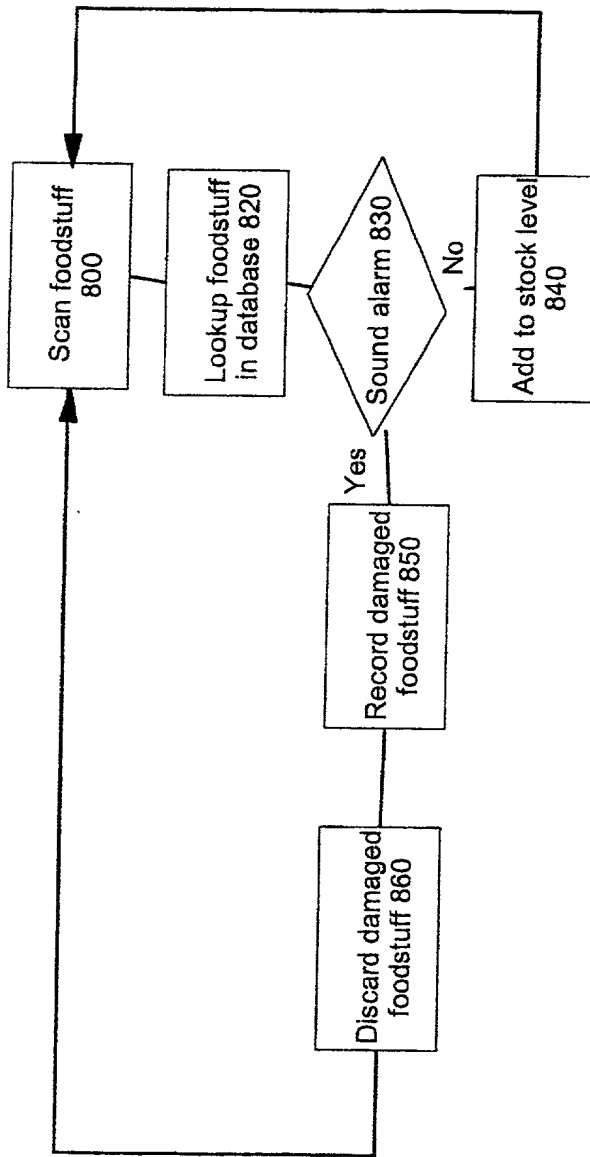 Scan foodstuff
800
Lookup foodstuff
in database 820
Sound alarm 830
Yes
No
Record damaged
foodstuff 850
Add to stock level
840
Discard damaged
foodstuff 860